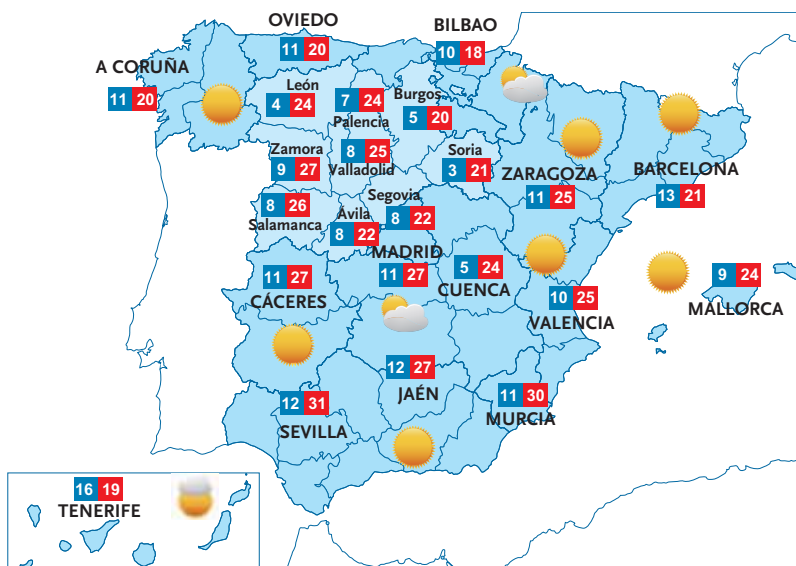 OVIEDO
11 20
BILBAO
10 18
A CORUÑA
11 20
León
4 24
7 24
Palencia
Burgos
5 20
Zamora
9 27
8 25
Valladolid
Soria
3 21
ZARAGOZA
11 25
BARCELONA
13 21
8 26
Salamanca
Ávila
8 22
Segovia
8 22
MADRID
11 27
5 24
CUENCA
11 27
CÁCERES
10 25
VALENCIA
9 24
MALLORCA
12 27
JAÉN
12 31
SEVILLA
11 30
MURCIA
16 19
TENERIFE